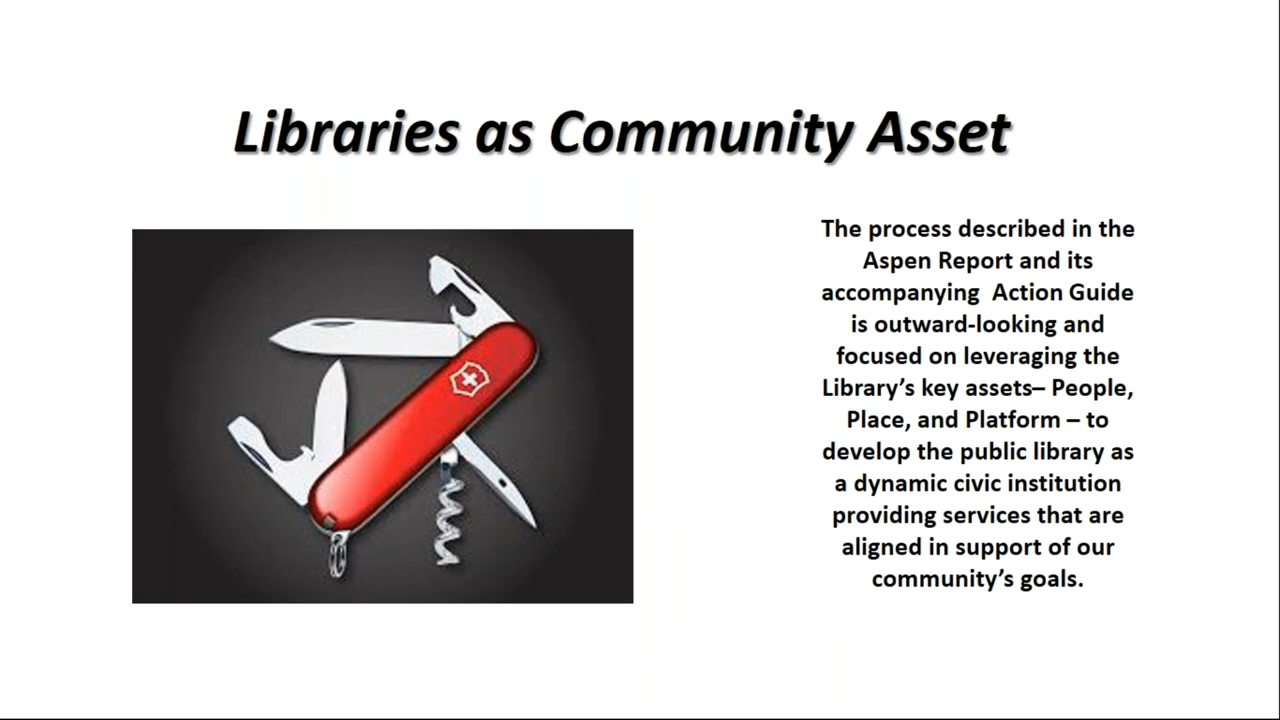 Libraries as Community Asset
The process described in the
Aspen Report and its
accompanying  Action Guide
is outward-looking and
focused on leveraging the
Library’s key assets– People,
Place, and Platform – to
develop the public library as
a dynamic civic institution
providing services that are
aligned in support of our
community’s goals.